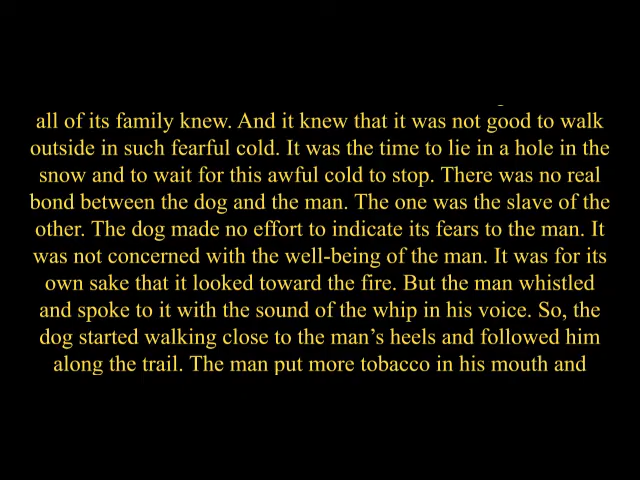 all of its family knew. And it knew that it was not good to walk
outside in such fearful cold. It was the time to lie in a hole in the
snow and to wait for this awful cold to stop. There was no real
bond between the dog and the man. The one was the slave of the
other. The dog made no effort to indicate its fears to the man. It
was not concerned with the well-being of the man. It was for its
own sake that it looked toward the fire. But the man whistled
and spoke to it with the sound of the whip in his voice. So, the
dog started walking close to the man’s heels and followed him
along the trail. The man put more tobacco in his mouth and